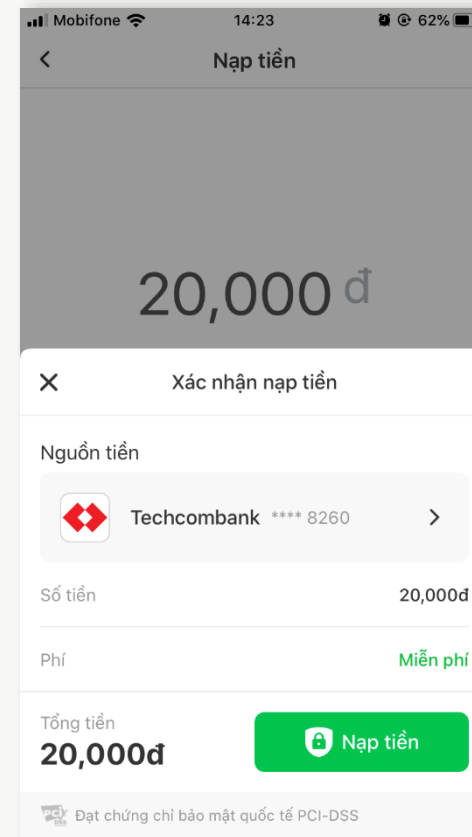 Mobifone 14:23 62%
Nạp tiền
20,000 đ
Xác nhận nạp tiền
Nguồn tiền
Techcombank **** 8260
Số tiền 20,000đ
Phí Miễn phí
Tổng tiền
20,000đ
Nạp tiền
PCI DSS Đạt chứng chỉ bảo mật quốc tế PCI-DSS